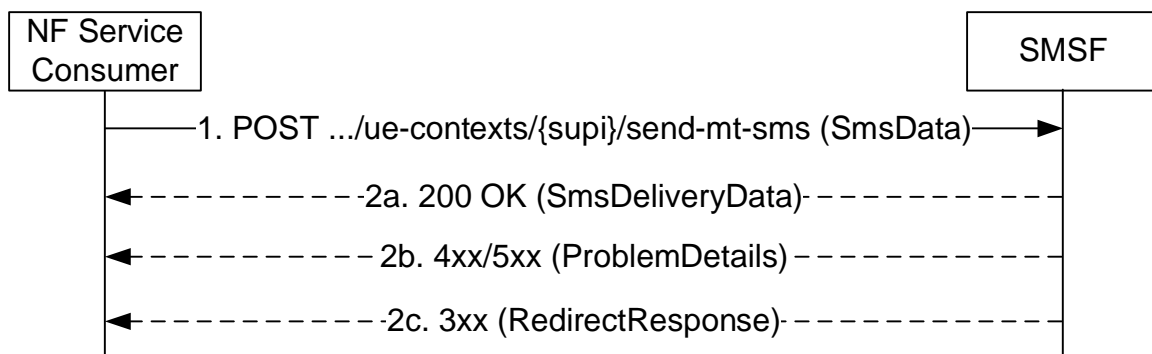 NF Service
Consumer
SMSF
1. POST .../ue-contexts/{supi}/send-mt-sms (SmsData)
2a. 200 OK (SmsDeliveryData)
2b. 4xx/5xx (ProblemDetails)
2c. 3xx (RedirectResponse)